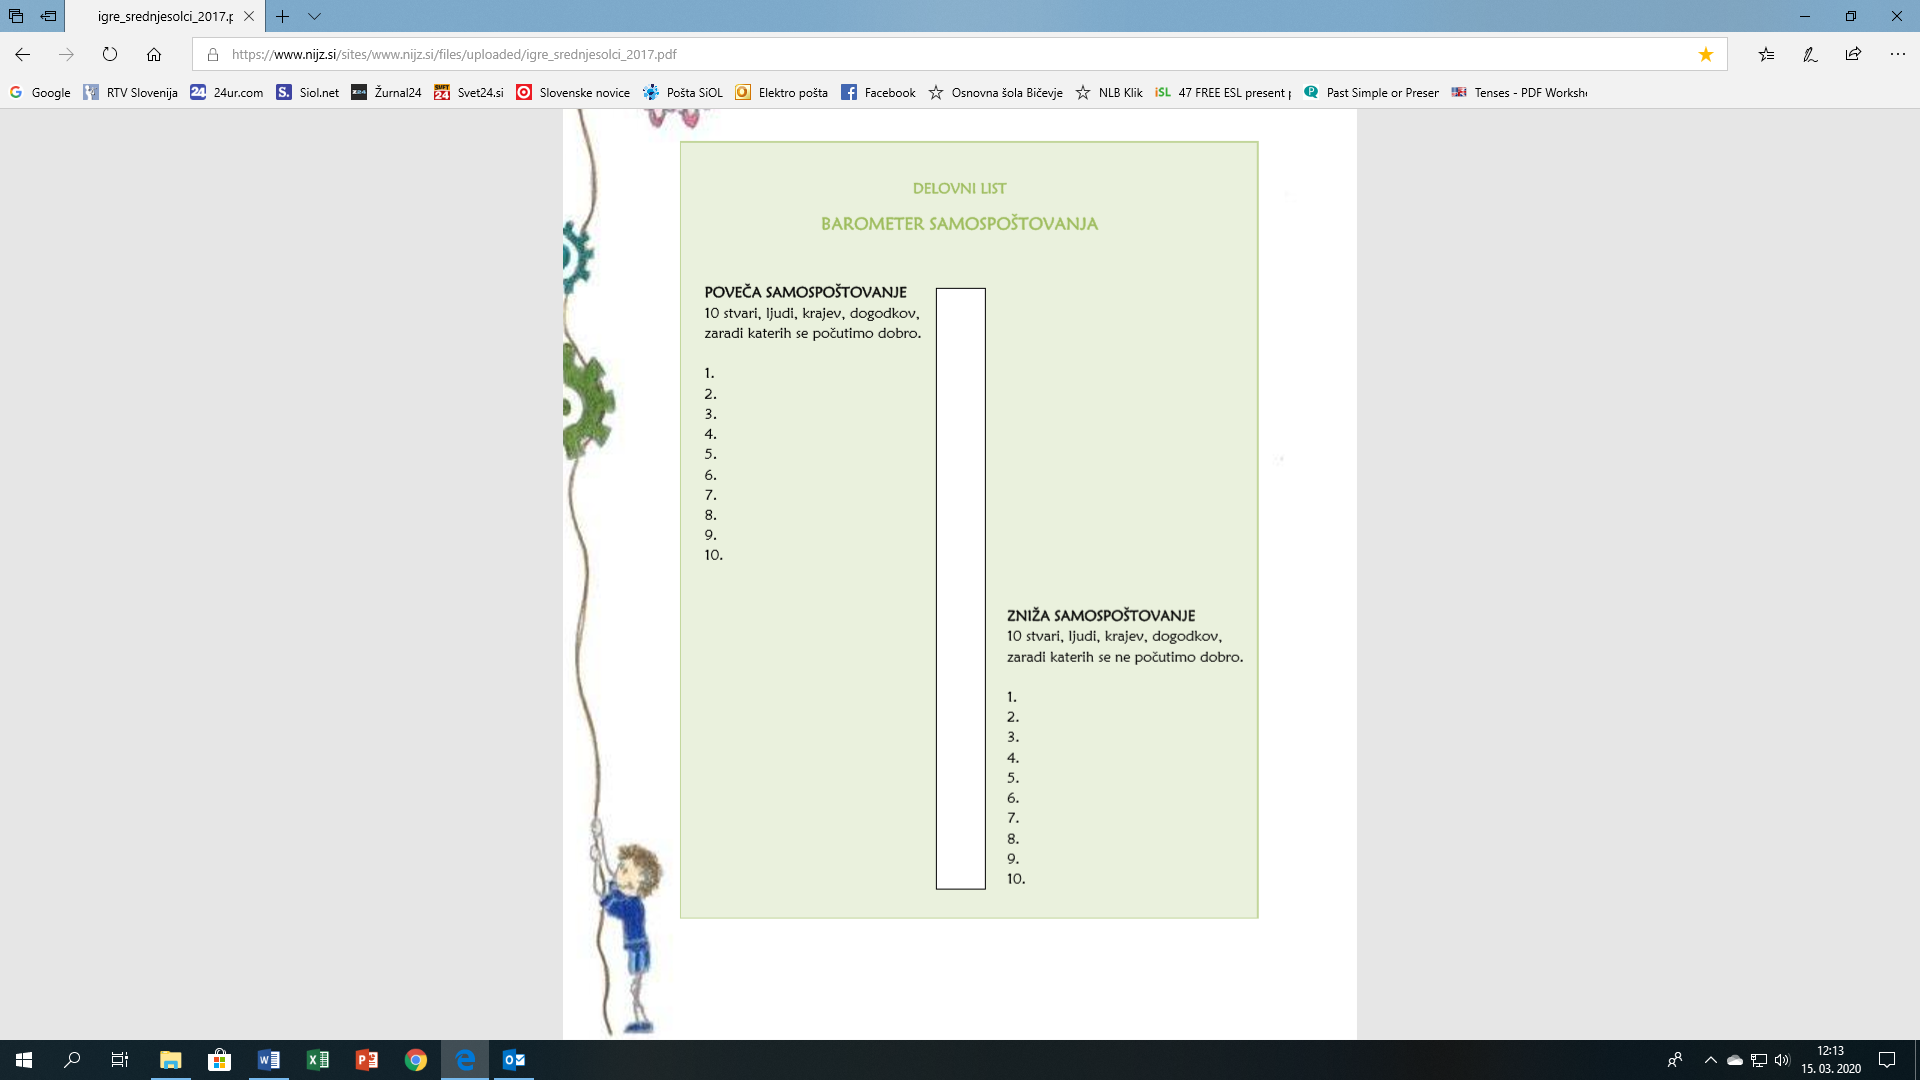 igre_srednjesolci_2017.p
https://www.nijz.si/sites/www.nijz.si/files/uploaded/igre_srednjesolci_2017.pdf
Google RTV Slovenija 24ur.com Siol.net Žurnal24 Svet24.si Slovenske novice Pošta SiOL Elektro pošta Facebook Osnovna šola Bičevje NLB Klik 47 FREE ESL present p Past Simple or Presen Tenses - PDF Workshe
DELOVNI LIST
BAROMETER SAMOSPOŠTOVANJA
POVEČA SAMOSPOŠTOVANJE
10 stvari, ljudi, krajev, dogodkov,
zaradi katerih se počutimo dobro.
1.
2.
3.
4.
5.
6.
7.
8.
9.
10.
ZNIŽA SAMOSPOŠTOVANJE
10 stvari, ljudi, krajev, dogodkov,
zaradi katerih se ne počutimo dobro.
1.
2.
3.
4.
5.
6.
7.
8.
9.
10.
12:13
15. 03. 2020